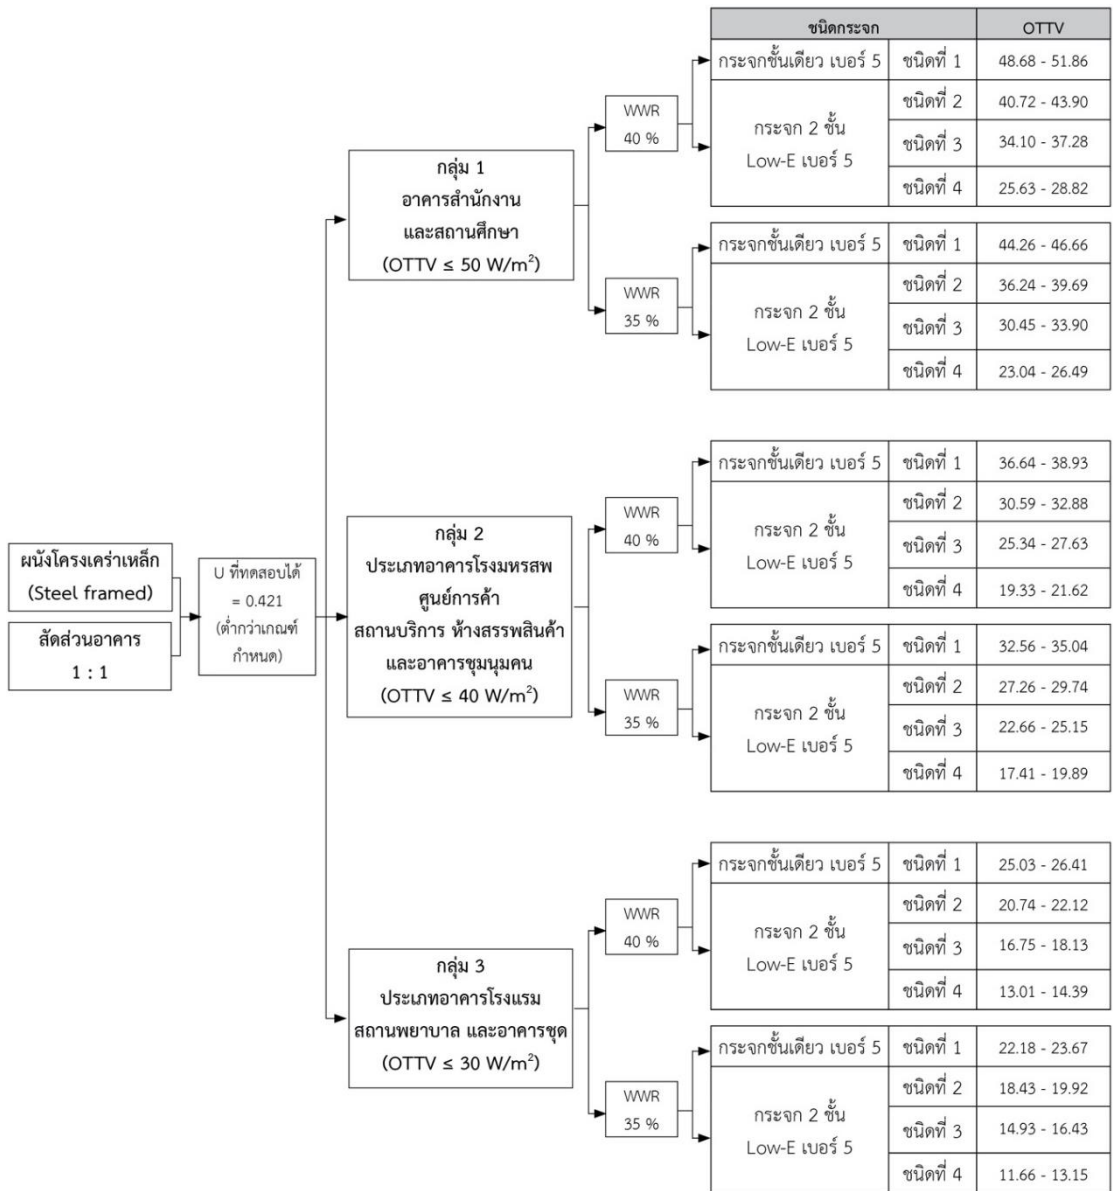 ชนิดกระจก OTTV
กระจกชั้นเดียว เบอร์ 5 ชนิดที่ 1 48.68 - 51.86
กระจก 2 ชั้น
Low-E เบอร์ 5
ชนิดที่ 2 40.72 - 43.90
ชนิดที่ 3 34.10 - 37.28
ชนิดที่ 4 25.63 - 28.82
WWR
40 %
กลุ่ม 1
อาคารสำนักงาน
และสถานศึกษา
(OTTV ≤ 50 W/m²)
WWR
35 %
กระจกชั้นเดียว เบอร์ 5 ชนิดที่ 1 44.26 - 46.66
กระจก 2 ชั้น
Low-E เบอร์ 5
ชนิดที่ 2 36.24 - 39.69
ชนิดที่ 3 30.45 - 33.90
ชนิดที่ 4 23.04 - 26.49
ผนังโครงเคร่าเหล็ก
(Steel framed)
สัดส่วนอาคาร
1 : 1
U ที่ทดสอบได้
= 0.421
(ต่ำกว่าเกณฑ์
กำหนด)
กลุ่ม 2
ประเภทอาคารโรงมหรสพ
ศูนย์การค้า
สถานบริการ ห้างสรรพสินค้า
และอาคารชุมนุมคน
(OTTV ≤ 40 W/m²)
WWR
40 %
กระจกชั้นเดียว เบอร์ 5 ชนิดที่ 1 36.64 - 38.93
กระจก 2 ชั้น
Low-E เบอร์ 5
ชนิดที่ 2 30.59 - 32.88
ชนิดที่ 3 25.34 - 27.63
ชนิดที่ 4 19.33 - 21.62
WWR
35 %
กระจกชั้นเดียว เบอร์ 5 ชนิดที่ 1 32.56 - 35.04
กระจก 2 ชั้น
Low-E เบอร์ 5
ชนิดที่ 2 27.26 - 29.74
ชนิดที่ 3 22.66 - 25.15
ชนิดที่ 4 17.41 - 19.89
กลุ่ม 3
ประเภทอาคารโรงแรม
สถานพยาบาล และอาคารชุด
(OTTV ≤ 30 W/m²)
WWR
40 %
กระจกชั้นเดียว เบอร์ 5 ชนิดที่ 1 25.03 - 26.41
กระจก 2 ชั้น
Low-E เบอร์ 5
ชนิดที่ 2 20.74 - 22.12
ชนิดที่ 3 16.75 - 18.13
ชนิดที่ 4 13.01 - 14.39
WWR
35 %
กระจกชั้นเดียว เบอร์ 5 ชนิดที่ 1 22.18 - 23.67
กระจก 2 ชั้น
Low-E เบอร์ 5
ชนิดที่ 2 18.43 - 19.92
ชนิดที่ 3 14.93 - 16.43
ชนิดที่ 4 11.66 - 13.15